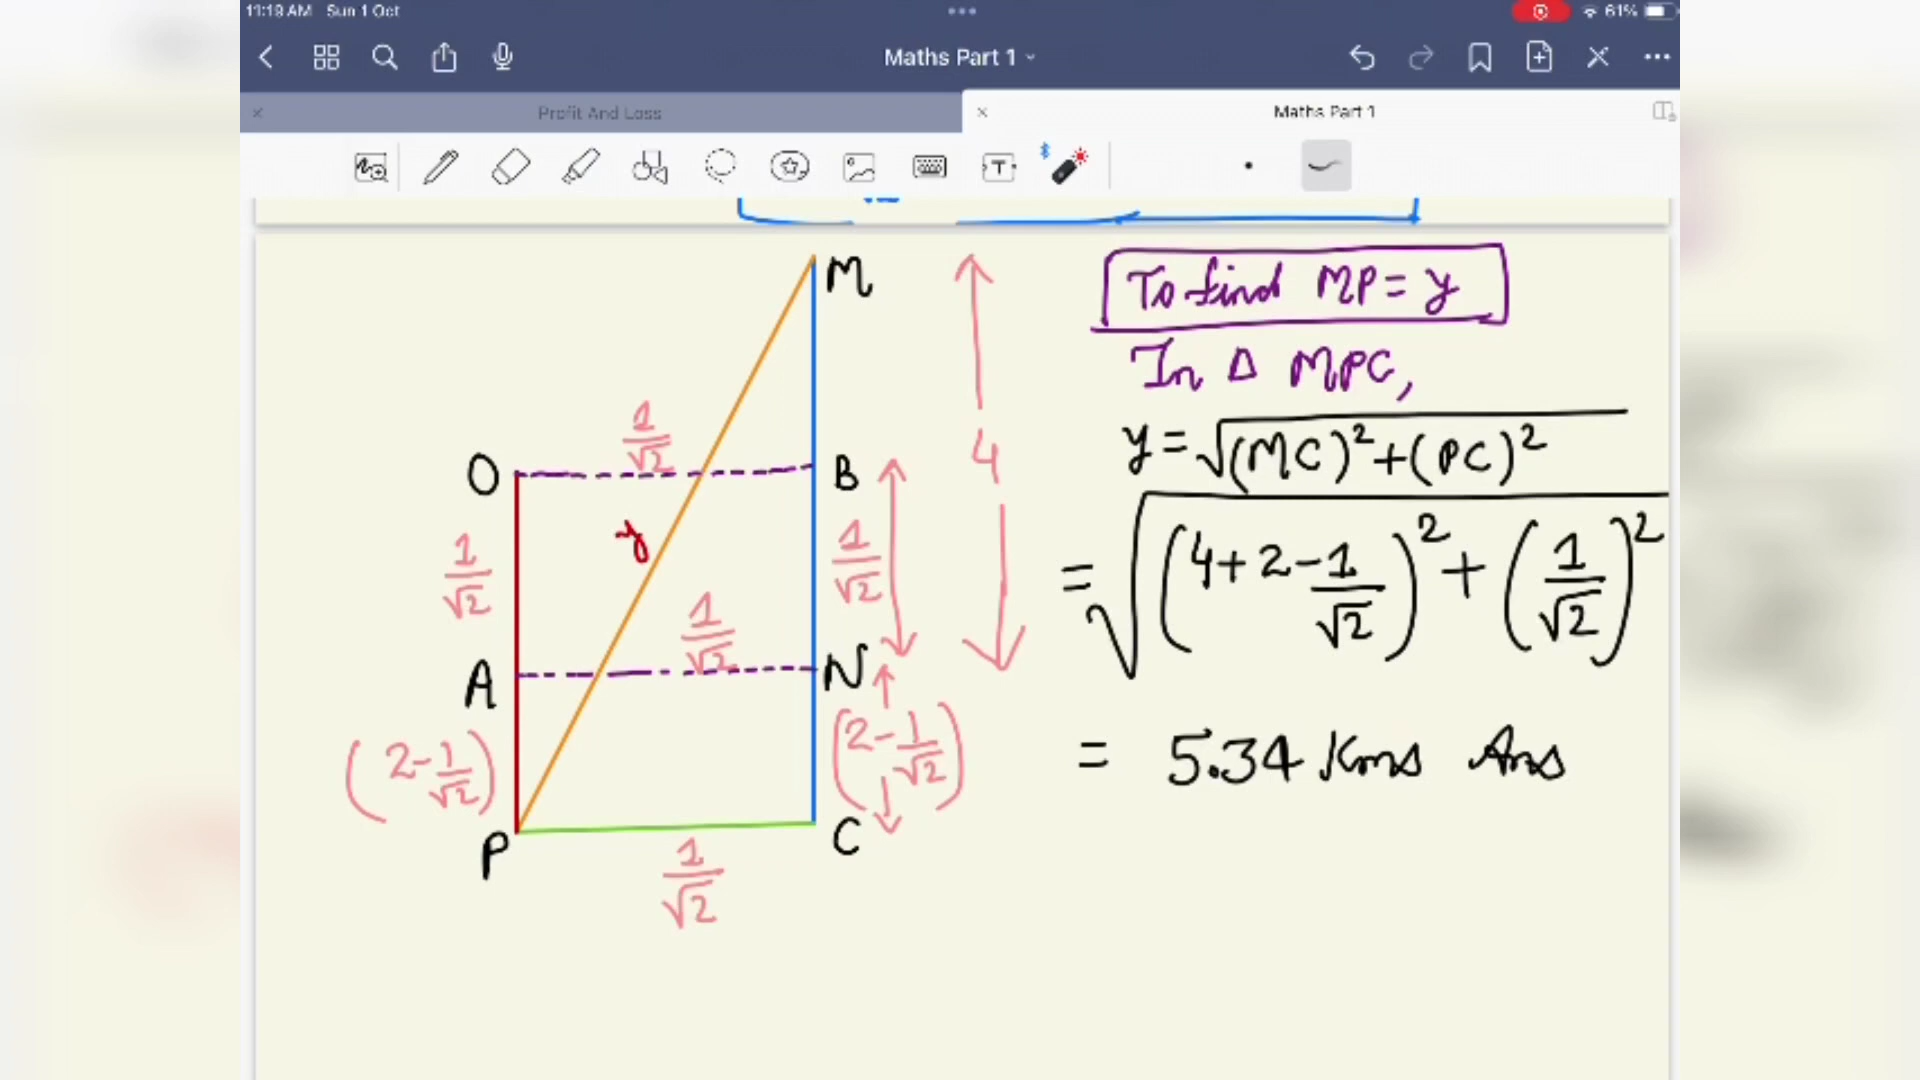 11:19 AM Sun 1 Oct
61%
Maths Part 1
Profit And Loss
Maths Part 1
T
M
To find MP = y
In Δ MPC,
y = √(MC)² + (PC)²
= √(4+2-1/√2)² + (1/√2)²
= 5.34 Kms Ans
1/√2
4
O
B
y
1/√2
1/√2
1/√2
A
N
(2-1/√2)
(2-1/√2)
P
C
1/√2